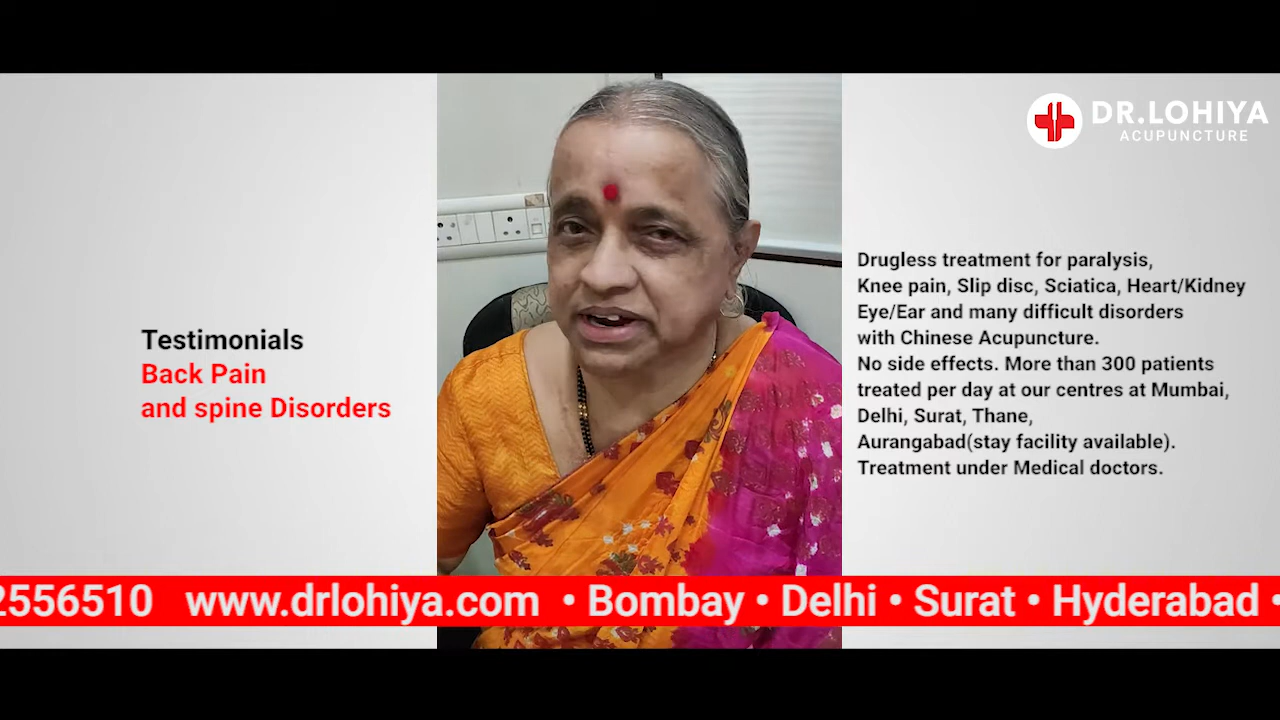 DR.LOHIYA
ACUPUNCTURE
Testimonials
Back Pain
and spine Disorders
Drugless treatment for paralysis,
Knee pain, Slip disc, Sciatica, Heart/Kidney
Eye/Ear and many difficult disorders
with Chinese Acupuncture.
No side effects. More than 300 patients
treated per day at our centres at Mumbai,
Delhi, Surat, Thane,
Aurangabad(stay facility available).
Treatment under Medical doctors.
2556510 www.drlohiya.com • Bombay • Delhi • Surat • Hyderabad •